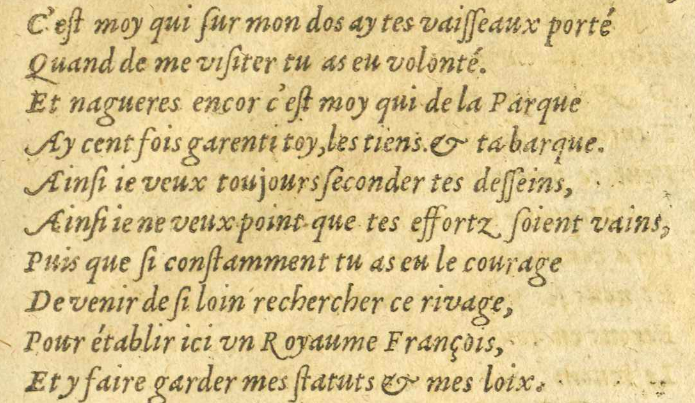 C'eſt moy qui ſur mon dos ay tes vaiſſeaux porté
Quand de me viſiter tu as eu volonté.
Et nagueres encor c'eſt moy qui de la Parque
Ay cent fois garenti toy, les tiens. & ta barque.
Ainſi ie veux toujours ſeconder tes deſſeins,
Ainſi ie ne veux point que tes effortz ſoient vains,
Puis que ſi conſtamment tu as eu le courage
De venir de ſi loin rechercher ce rivage,
Pour établir ici vn Royaume François,
Et y faire garder mes ſtatuts & mes loix.